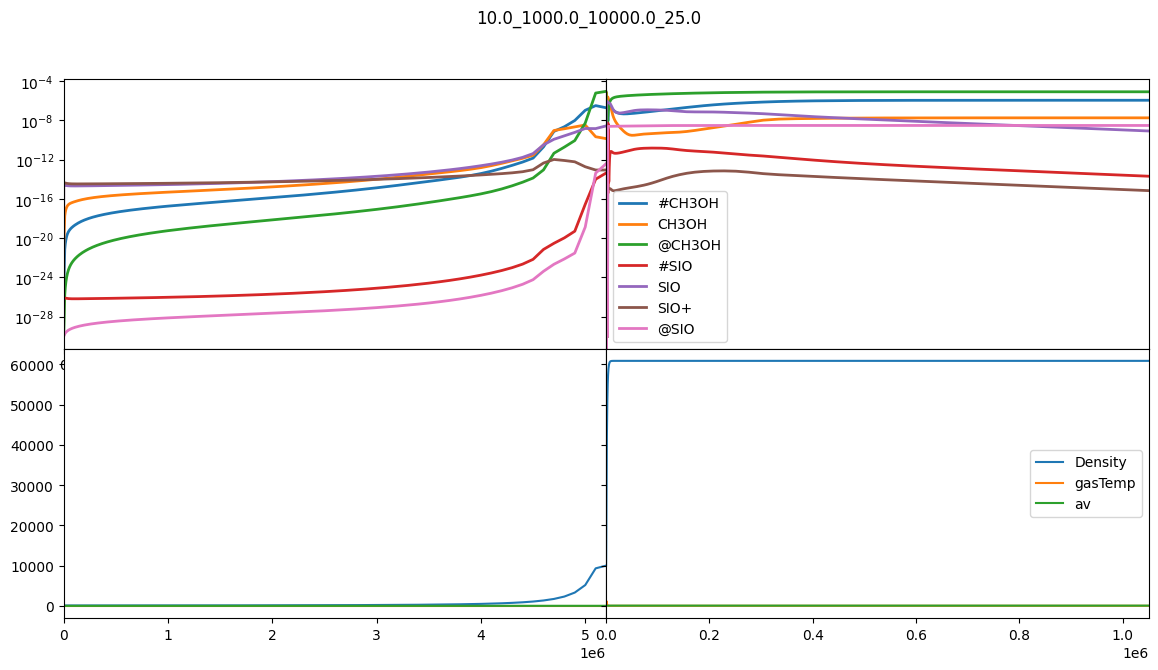 10.0_1000.0_10000.0_25.0
10⁻⁴
10⁻⁸
10⁻¹²
10⁻¹⁶
10⁻²⁰
10⁻²⁴
10⁻²⁸
#CH3OH
CH3OH
@CH3OH
#SIO
SIO
SIO+
@SIO
60000
50000
40000
30000
20000
10000
0
Density
gasTemp
av
0 1 2 3 4 5 0.0 0.2 0.4 0.6 0.8 1.0
1e6 1e6